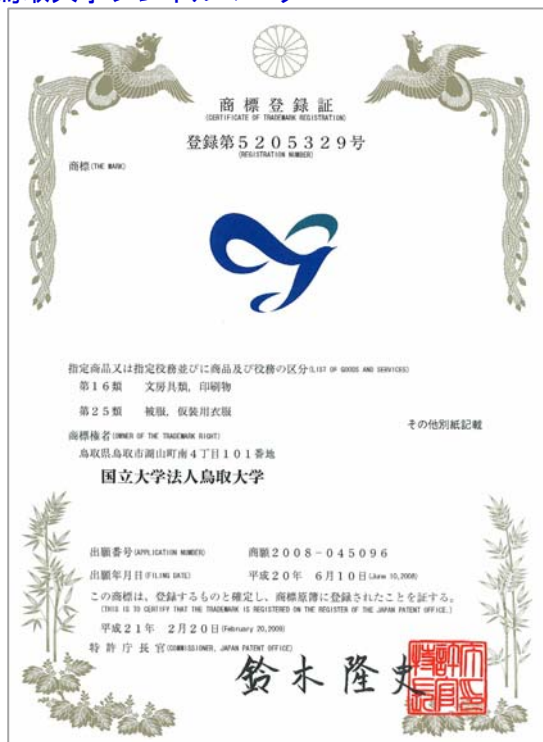 商標登録証
(CERTIFICATE OF TRADEMARK REGISTRATION)
登録第5205329号
(REGISTRATION NUMBER)
商標(THE MARK)
指定商品又は指定役務並びに商品及び役務の区分(LIST OF GOODS AND SERVICES)
第16類 文房具類，印刷物
第25類 被服，仮装用衣服
その他別紙記載
商標権者(OWNER OF THE TRADEMARK RIGHT)
鳥取県鳥取市湖山町南4丁目101番地
国立大学法人鳥取大学
出願番号(APPLICATION NUMBER) 商願2008-045096
出願年月日(FILING DATE) 平成20年 6月10日(June 10,2008)
この商標は、登録するものと確定し、商標原簿に登録されたことを証する。
(THIS IS TO CERTIFY THAT THE TRADEMARK IS REGISTERED ON THE REGISTER OF THE JAPAN PATENT OFFICE.)
平成21年 2月20日(February 20,2009)
特許庁長官(COMMISSIONER, JAPAN PATENT OFFICE)
鈴木隆史